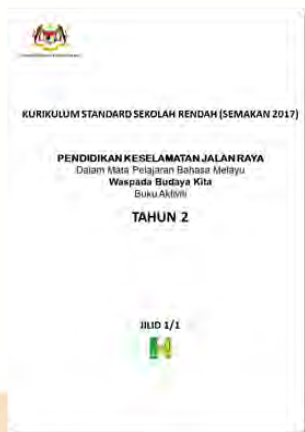 KURIKULUM STANDARD SEKOLAH RENDAH (SEMAKAN 2017)
PENDIDIKAN KESELAMATAN JALAN RAYA
Dalam Mata Pelajaran Bahasa Melayu
Waspada Budaya Kita
Buku Aktiviti
TAHUN 2
JILID 1/1